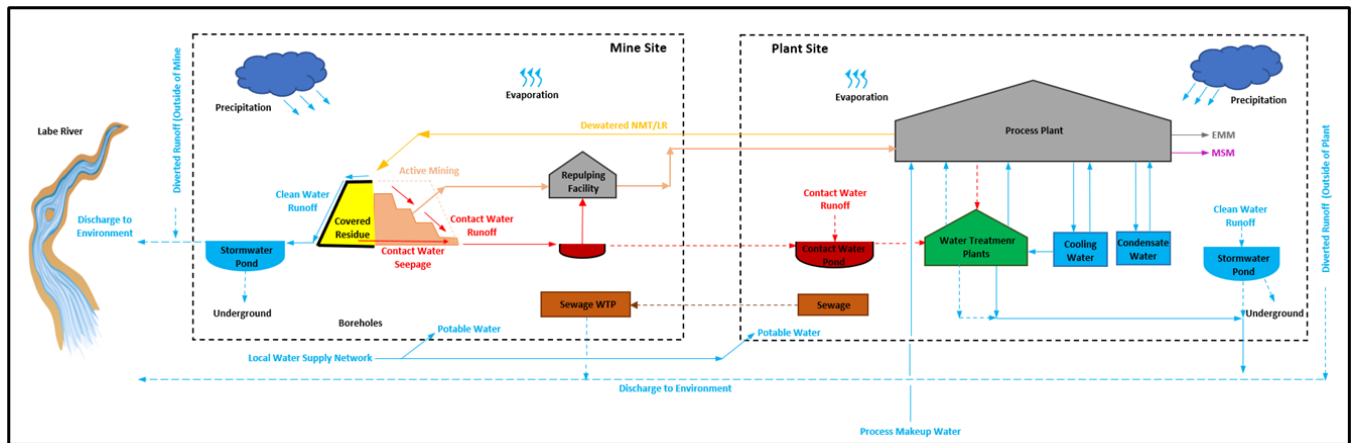 Mine Site
Plant Site
Precipitation
Evaporation
Evaporation
Precipitation
Labe River
Diverted Runoff (Outside of Mine)
Dewatered NMT/LR
Process Plant
EMM
MSM
Active Mining
Repulping
Facility
Clean Water
Runoff
Covered
Residue
Contact Water
Runoff
Contact Water
Seepage
Discharge to
Environment
Stormwater
Pond
Underground
Contact Water
Runoff
Contact Water
Pond
Water Treatmenr
Plants
Cooling
Water
Condensate
Water
Clean Water
Runoff
Stormwater
Pond
Underground
Diverted Runoff (Outside of Plant)
Sewage WTP
Sewage
Boreholes
Potable Water
Potable Water
Local Water Supply Network
Discharge to Environment
Process Makeup Water